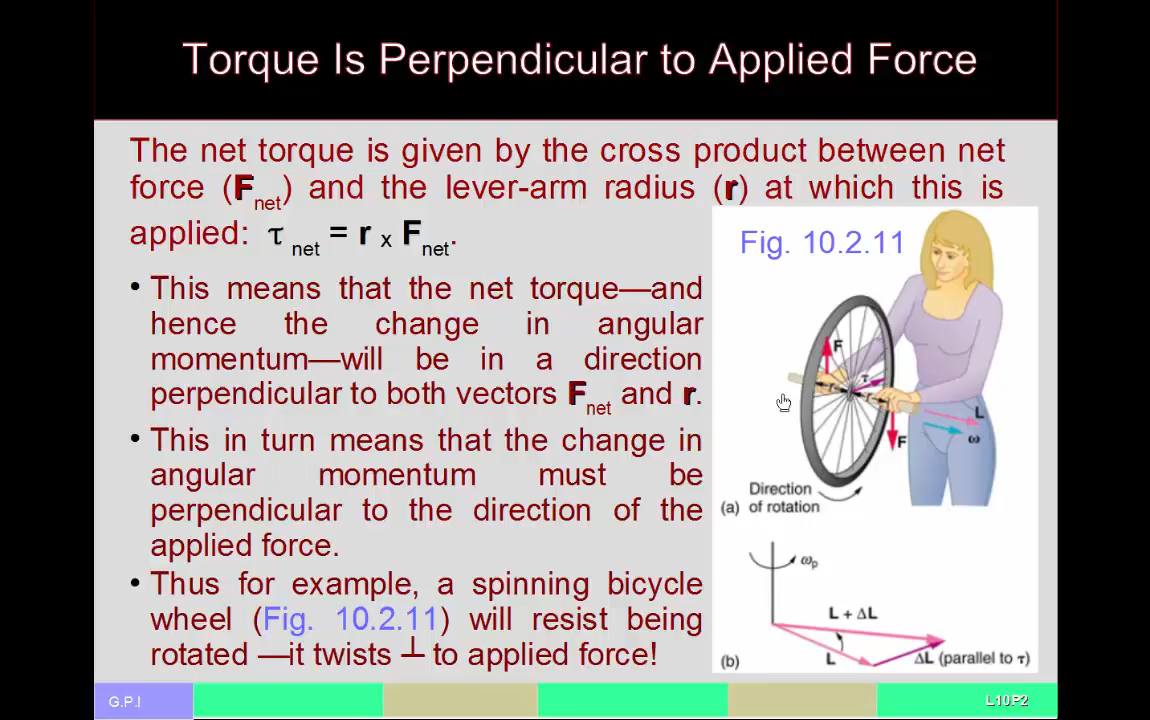 Torque Is Perpendicular to Applied Force
The net torque is given by the cross product between net
force (Fnet) and the lever-arm radius (r) at which this is
applied: τ net = r x Fnet.
• This means that the net torque—and
hence the change in angular
momentum—will be in a direction
perpendicular to both vectors Fnet and r.
• This in turn means that the change in
angular momentum must be
perpendicular to the direction of the
applied force.
• Thus for example, a spinning bicycle
wheel (Fig. 10.2.11) will resist being
rotated —it twists ┴ to applied force!
Fig. 10.2.11
F
τ
r
r
L
F
ω
Direction
(a) of rotation
ωp
L + ΔL
L
(b)
ΔL (parallel to τ)
G.P.I
L10P2